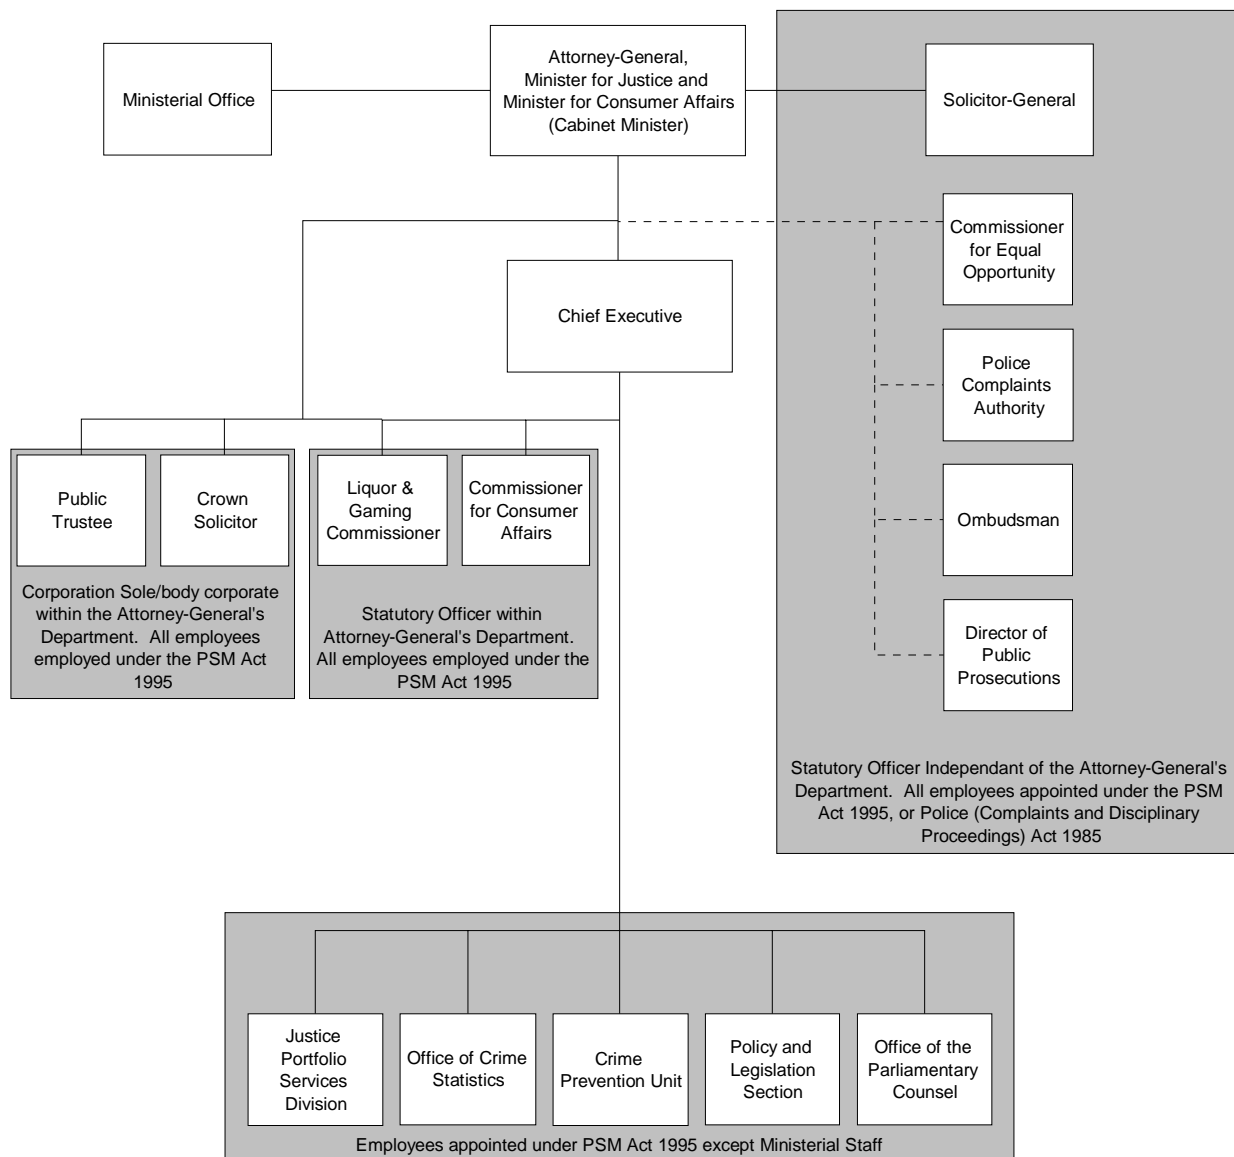 Ministerial Office
Attorney-General,
Minister for Justice and
Minister for Consumer Affairs
(Cabinet Minister)
Solicitor-General
Commissioner
for Equal
Opportunity
Chief Executive
Police
Complaints
Authority
Public
Trustee
Crown
Solicitor
Liquor &
Gaming
Commissioner
Commissioner
for Consumer
Affairs
Ombudsman
Corporation Sole/body corporate
within the Attorney-General's
Department. All employees
employed under the PSM Act
1995
Statutory Officer within
Attorney-General's Department.
All employees employed under the
PSM Act 1995
Director of
Public
Prosecutions
Statutory Officer Independant of the Attorney-General's
Department. All employees appointed under the PSM
Act 1995, or Police (Complaints and Disciplinary
Proceedings) Act 1985
Justice
Portfolio
Services
Division
Office of Crime
Statistics
Crime
Prevention Unit
Policy and
Legislation
Section
Office of the
Parliamentary
Counsel
Employees appointed under PSM Act 1995 except Ministerial Staff